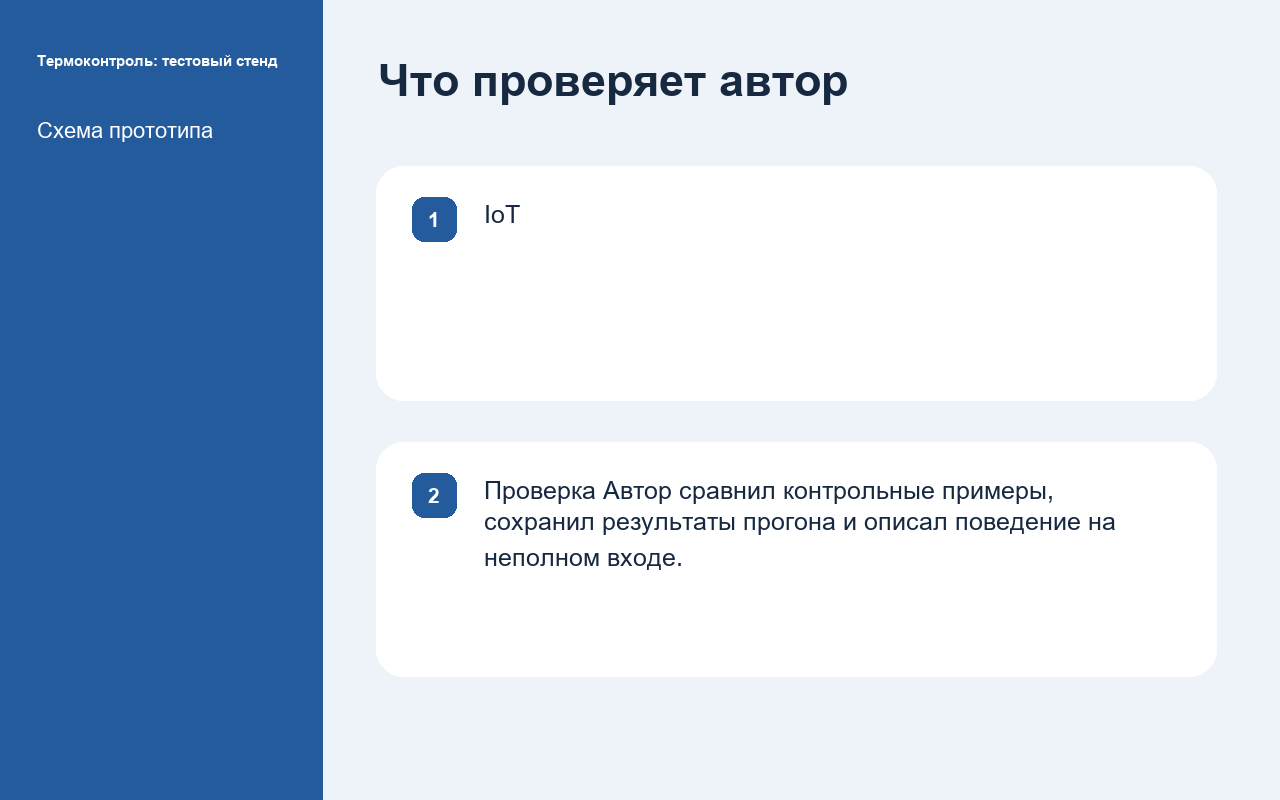 Термоконтроль: тестовый стенд
Схема прототипа
Что проверяет автор
1
IoT
2
Проверка Автор сравнил контрольные примеры,
сохранил результаты прогона и описал поведение на
неполном входе.